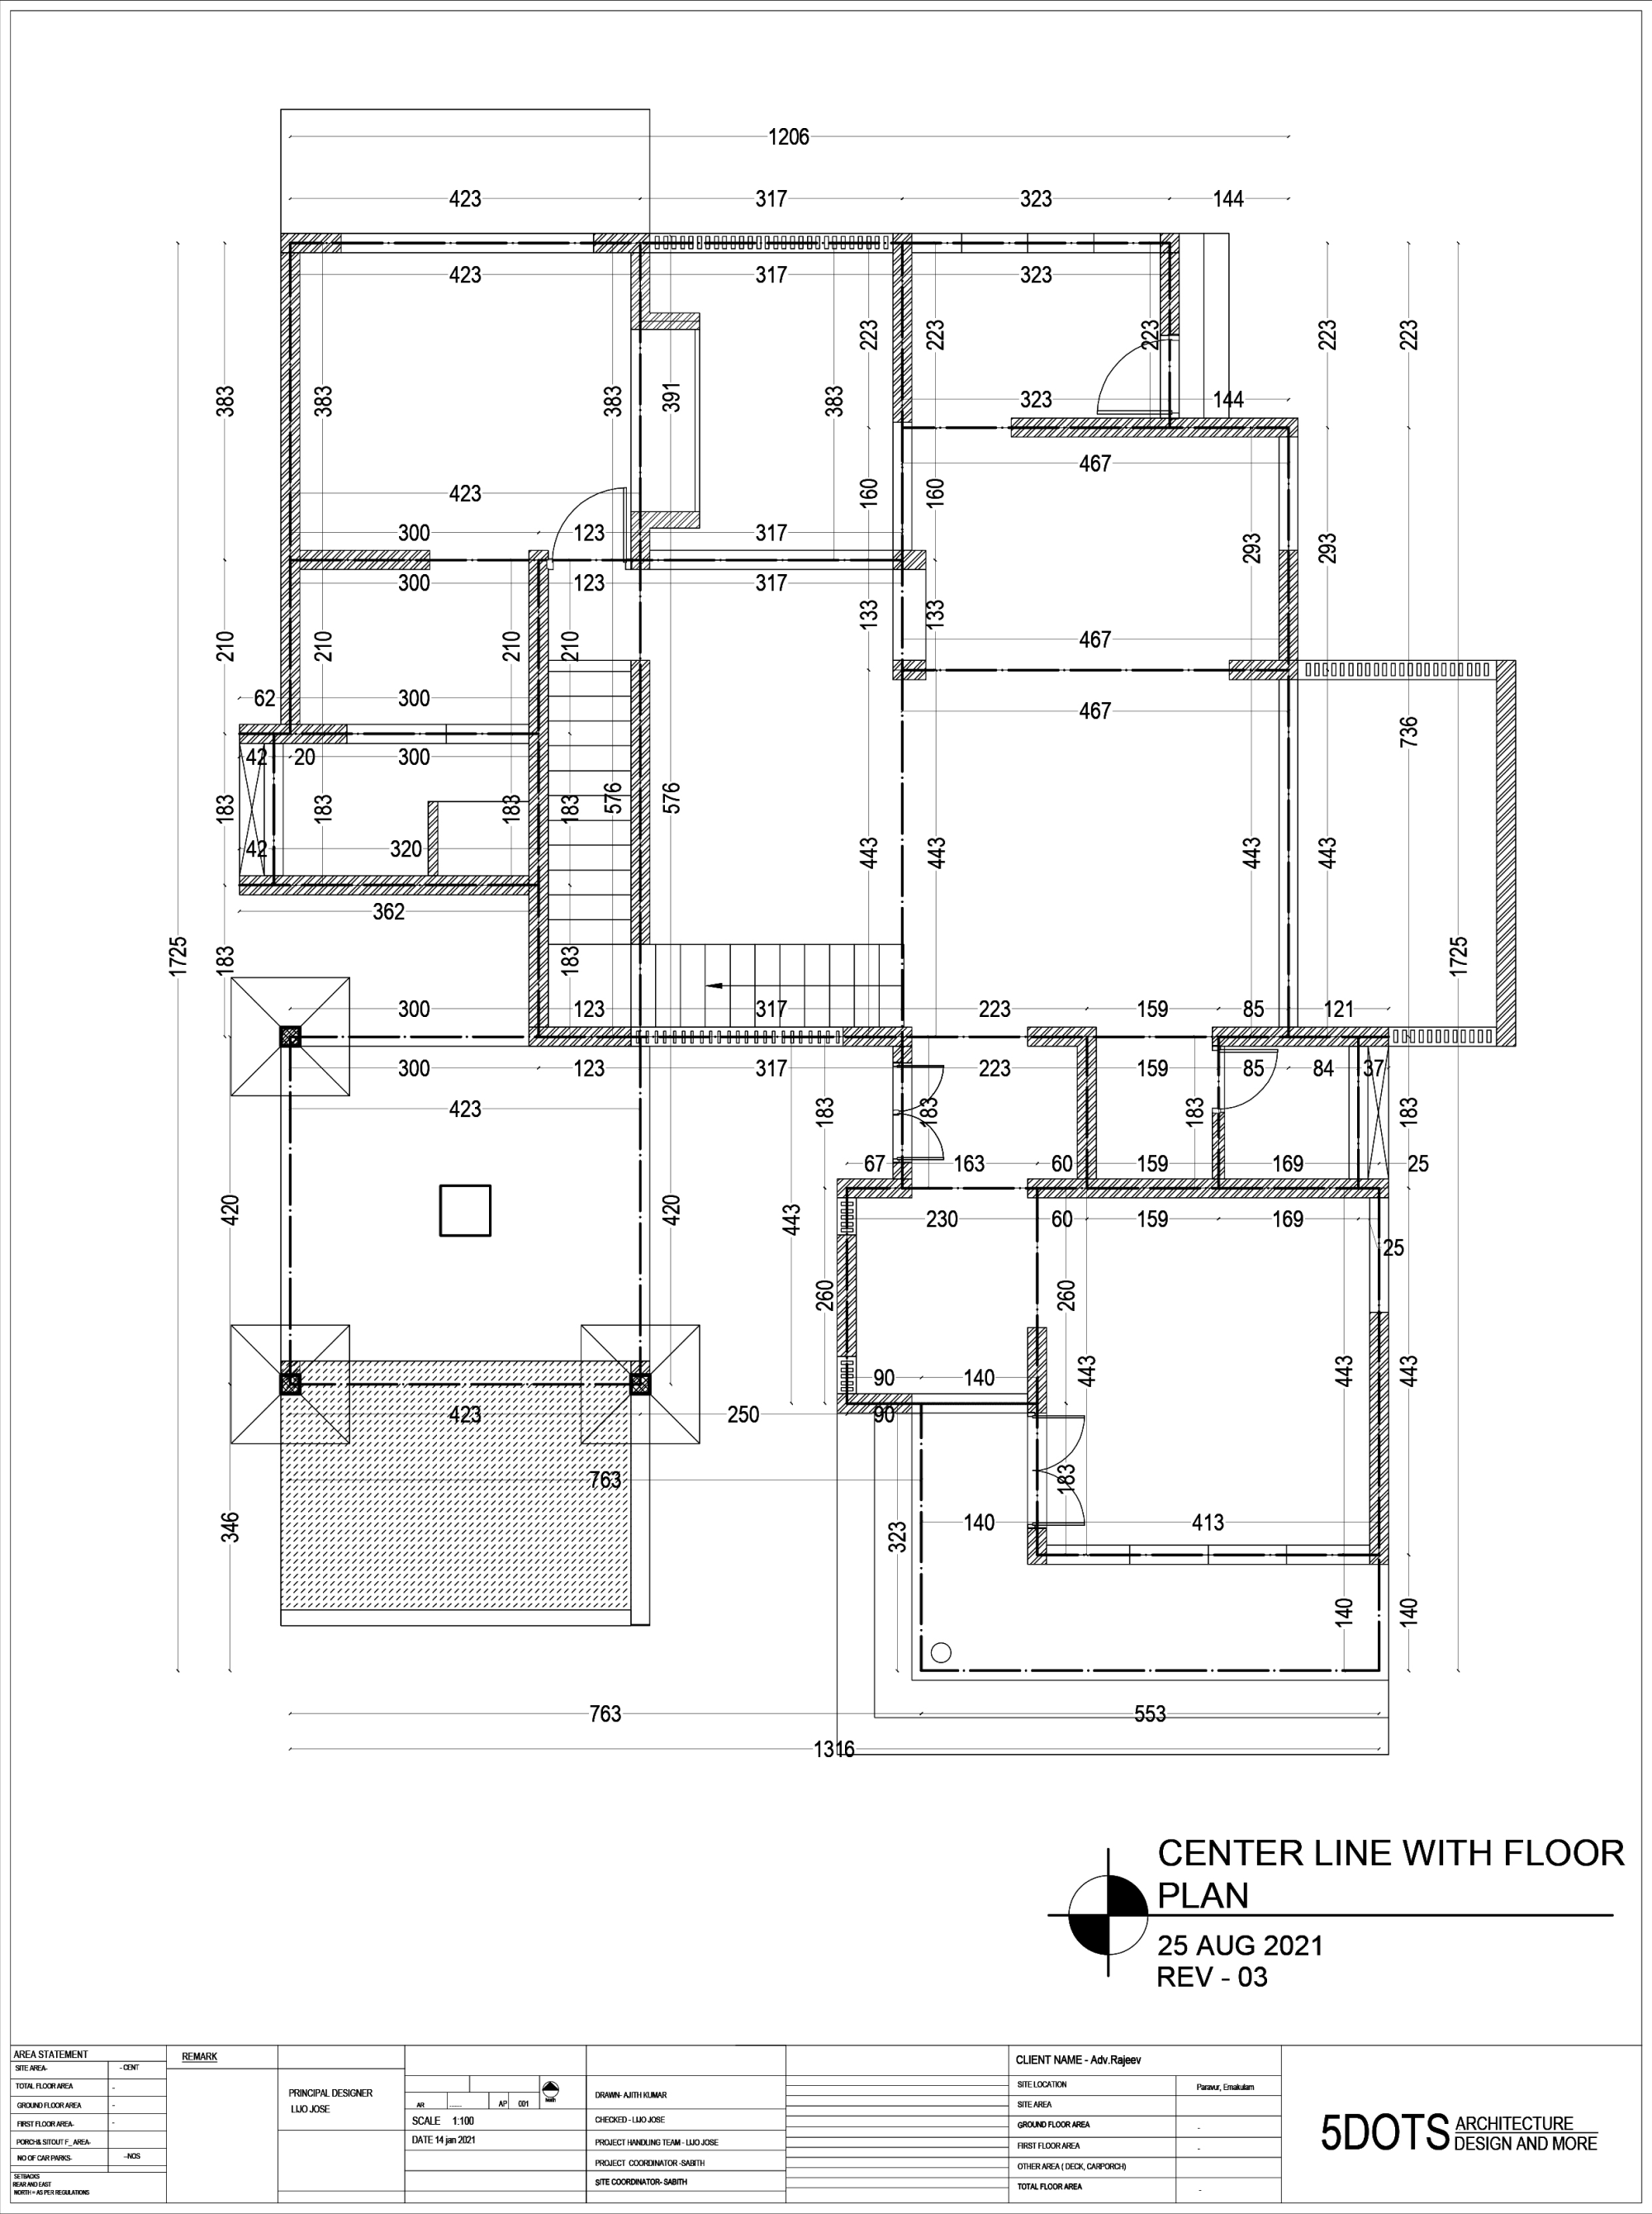 1206
423 317 323 144
423 317 323
223 223 223 223 223
383 383 383 391 383
323 144
467
423
160 160
300 123 317
293 293
300 123 317
133 133
467
210 210 210 210
62 300
467
736
42 20 300
183 183 183 183 576 576
42 320
443 443 443 443
362
1725 183 183 1725
300 123 317 223 159 85 121
300 123 317 223 159 85 84 37
423
183 183 183 183
67 163 60 159 169 25
420 420 443 230 60 159 169
25
260 260
443 443 443
90 140
423 250 90
763 183
346 323 140 413
140 140
763 553
1316
CENTER LINE WITH FLOOR
PLAN
25 AUG 2021
REV - 03
AREA STATEMENT
SITE AREA- - CENT
TOTAL FLOOR AREA -
GROUND FLOOR AREA -
FIRST FLOOR AREA- -
PORCH& SITOUT F_ AREA-
NO OF CAR PARKS- --NOS
SETBACKS
REAR AND EAST
NORTH = AS PER REGULATIONS
REMARK
PRINCIPAL DESIGNER
LIJO JOSE
AR ....... AP 001
SCALE 1:100
DATE 14 jan 2021
DRAWN- AJITH KUMAR
CHECKED - LIJO JOSE
PROJECT HANDLING TEAM - LIJO JOSE
PROJECT COORDINATOR -SABITH
SITE COORDINATOR- SABITH
CLIENT NAME - Adv.Rajeev
SITE LOCATION Paravur, Ernakulam
SITE AREA
GROUND FLOOR AREA -
FIRST FLOOR AREA -
OTHER AREA ( DECK, CARPORCH)
TOTAL FLOOR AREA -
5DOTS ARCHITECTURE
DESIGN AND MORE